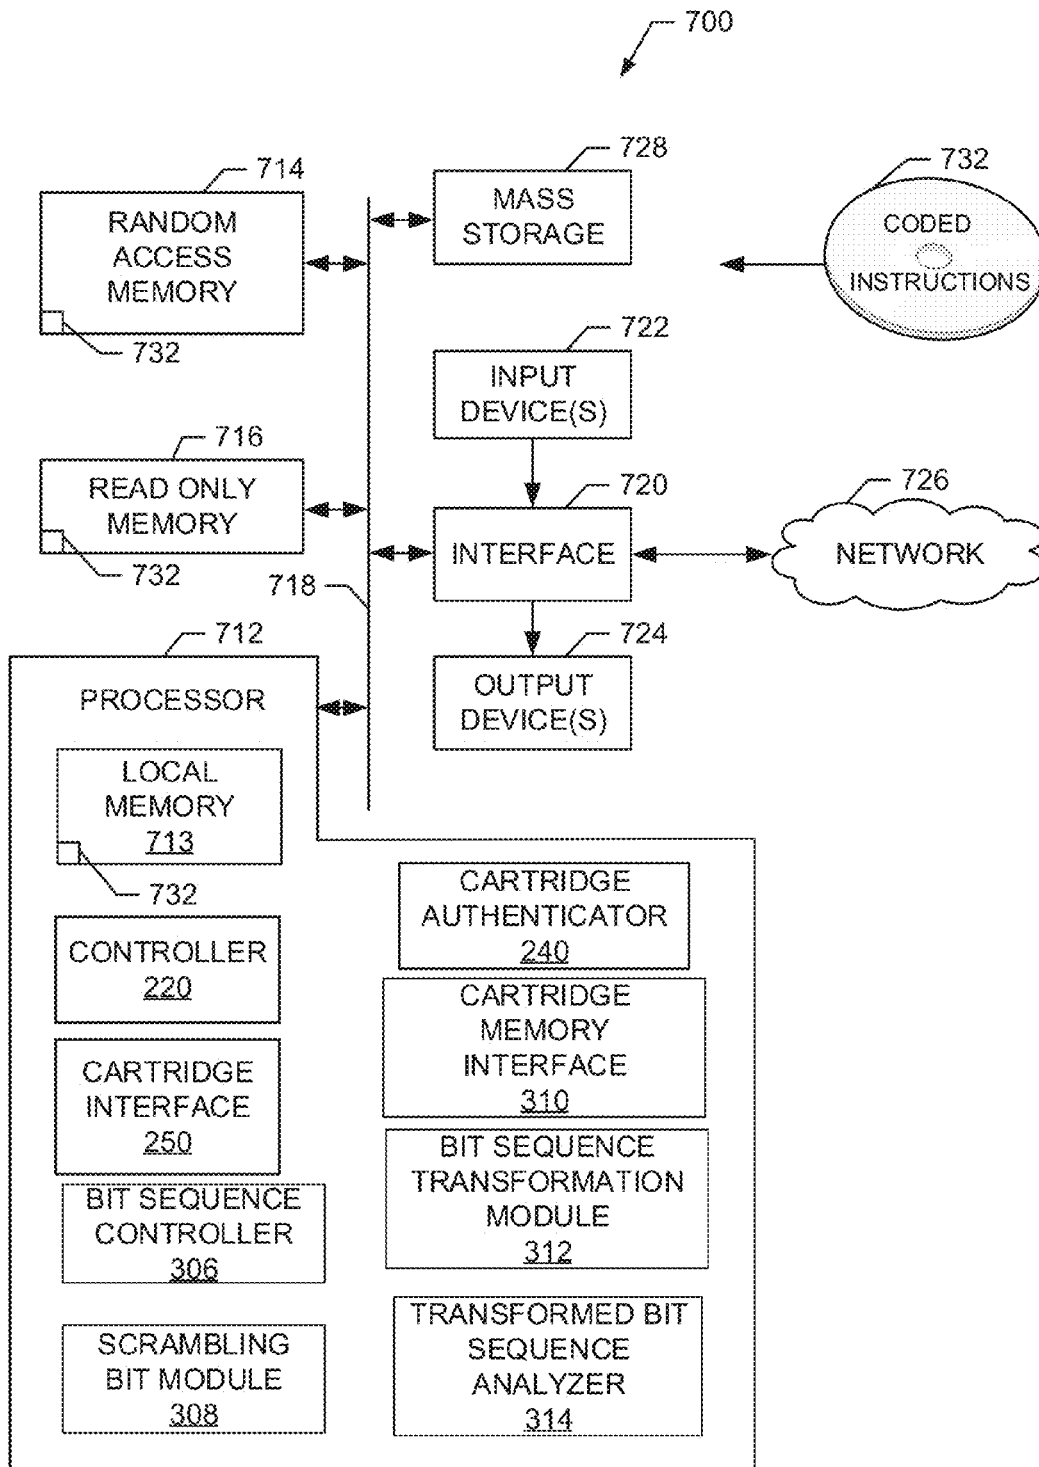 700
714
RANDOM
ACCESS
MEMORY
732
728
MASS
STORAGE
732
CODED
INSTRUCTIONS
722
INPUT
DEVICE(S)
716
READ ONLY
MEMORY
732
718
720
INTERFACE
726
NETWORK
724
OUTPUT
DEVICE(S)
712
PROCESSOR
LOCAL
MEMORY
713
732
CONTROLLER
220
CARTRIDGE
INTERFACE
250
BIT SEQUENCE
CONTROLLER
306
SCRAMBLING
BIT MODULE
308
CARTRIDGE
AUTHENTICATOR
240
CARTRIDGE
MEMORY
INTERFACE
310
BIT SEQUENCE
TRANSFORMATION
MODULE
312
TRANSFORMED BIT
SEQUENCE
ANALYZER
314